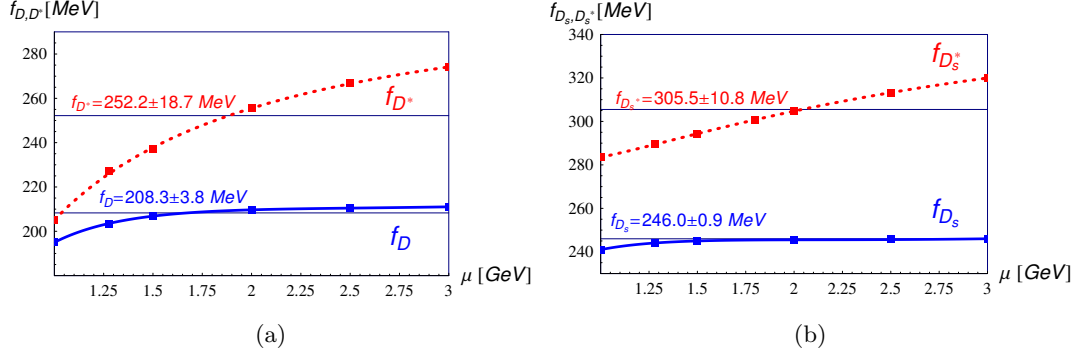 f_{D,D*}[MeV]
280
260
240
220
200
f_{D*}=252.2±18.7 MeV
f_{D*}
f_D=208.3±3.8 MeV
f_D
μ [GeV]
1.25 1.5 1.75 2 2.25 2.5 2.75 3
(a)
f_{D_s,D_s*}[MeV]
340
320
300
280
260
240
f_{D_s*}
f_{D_s*}=305.5±10.8 MeV
f_{D_s}=246.0±0.9 MeV
f_{D_s}
μ [GeV]
1.25 1.5 1.75 2 2.25 2.5 2.75 3
(b)